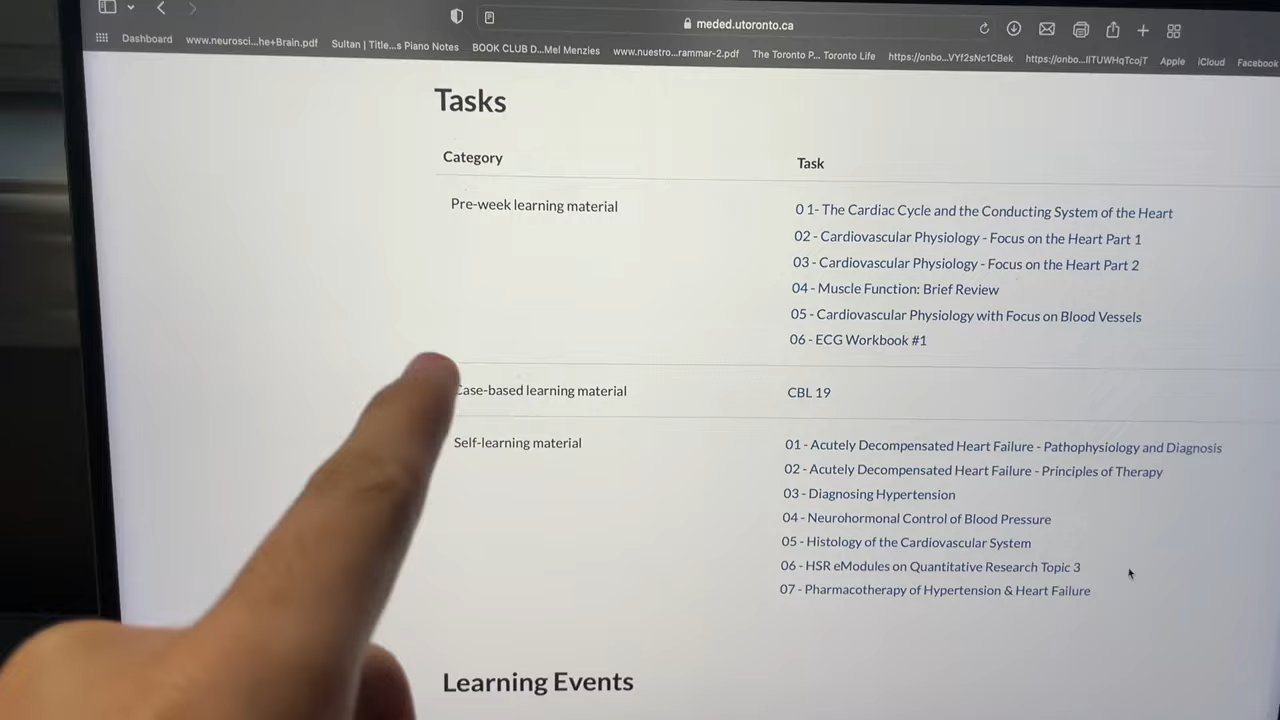 meded.utoronto.ca
Dashboard www.neurosci...he+Brain.pdf Sultan | Title...s Piano Notes BOOK CLUB D...Mel Menzies www.nuestro...rammar-2.pdf The Toronto P... Toronto Life https://onbo...VYf2sNc1CBek https://onbo...IITUWHqTcojT Apple iCloud Facebook
Tasks
Category Task
Pre-week learning material
0 1- The Cardiac Cycle and the Conducting System of the Heart
02 - Cardiovascular Physiology - Focus on the Heart Part 1
03 - Cardiovascular Physiology - Focus on the Heart Part 2
04 - Muscle Function: Brief Review
05 - Cardiovascular Physiology with Focus on Blood Vessels
06 - ECG Workbook #1
Case-based learning material CBL 19
Self-learning material
01 - Acutely Decompensated Heart Failure - Pathophysiology and Diagnosis
02 - Acutely Decompensated Heart Failure - Principles of Therapy
03 - Diagnosing Hypertension
04 - Neurohormonal Control of Blood Pressure
05 - Histology of the Cardiovascular System
06 - HSR eModules on Quantitative Research Topic 3
07 - Pharmacotherapy of Hypertension & Heart Failure
Learning Events